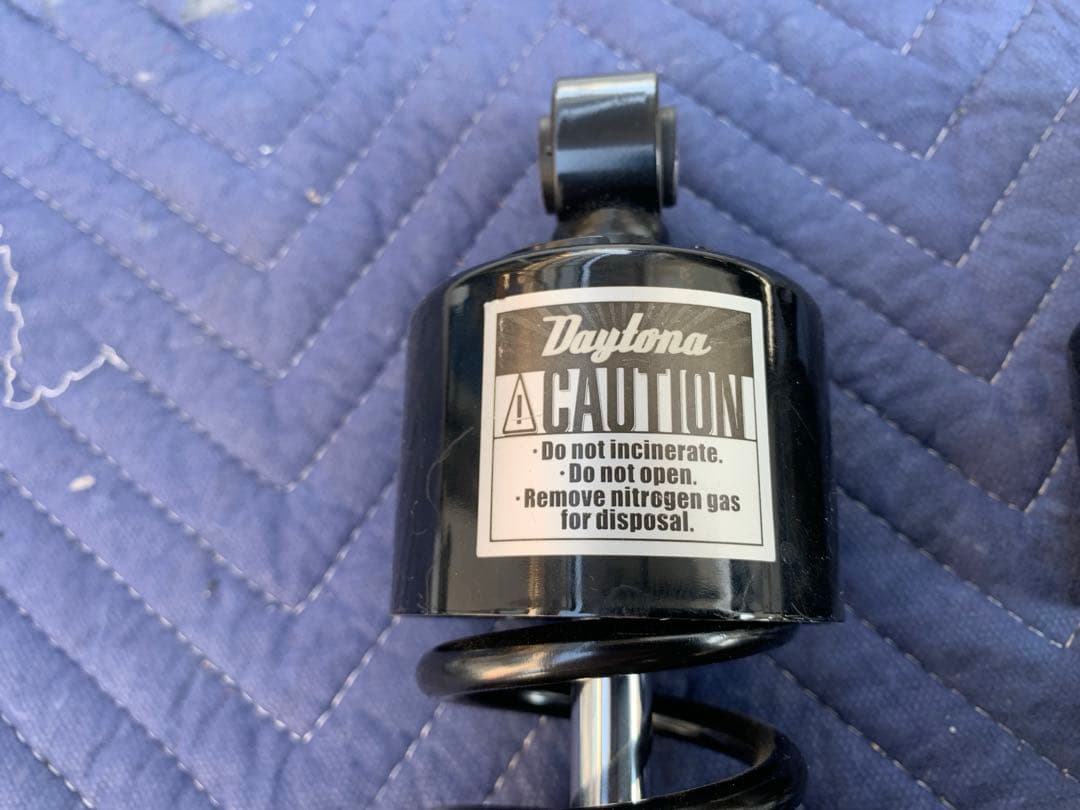 Daytona
CAUTION
·Do not incinerate.
·Do not open.
·Remove nitrogen gas
for disposal.